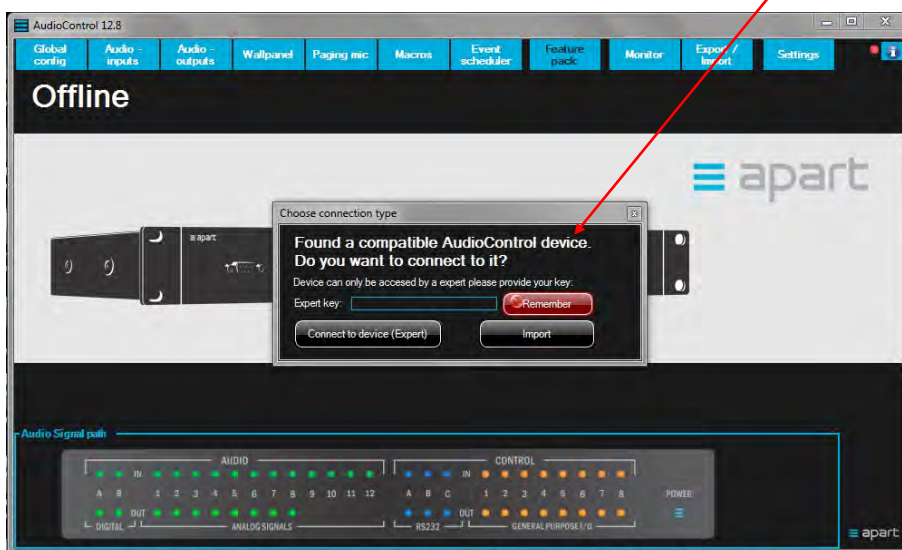 AudioControl 12.8
Global config
Audio - inputs
Audio - outputs
Wallpanel
Paging mic
Macros
Event scheduler
Feature pack
Monitor
Export / Import
Settings
Offline
apart
apart
Choose connection type
Found a compatible AudioControl device.
Do you want to connect to it?
Device can only be accesed by a expert please provide your key:
Expert key:
Remember
Connect to device (Expert)
Import
Audio Signal path
AUDIO
CONTROL
IN
IN
A B 1 2 3 4 5 6 7 8 9 10 11 12 A B C 1 2 3 4 5 6 7 8 POWER
OUT
OUT
DIGITAL
ANALOG SIGNALS
RS232
GENERAL PURPOSE I/O
apart